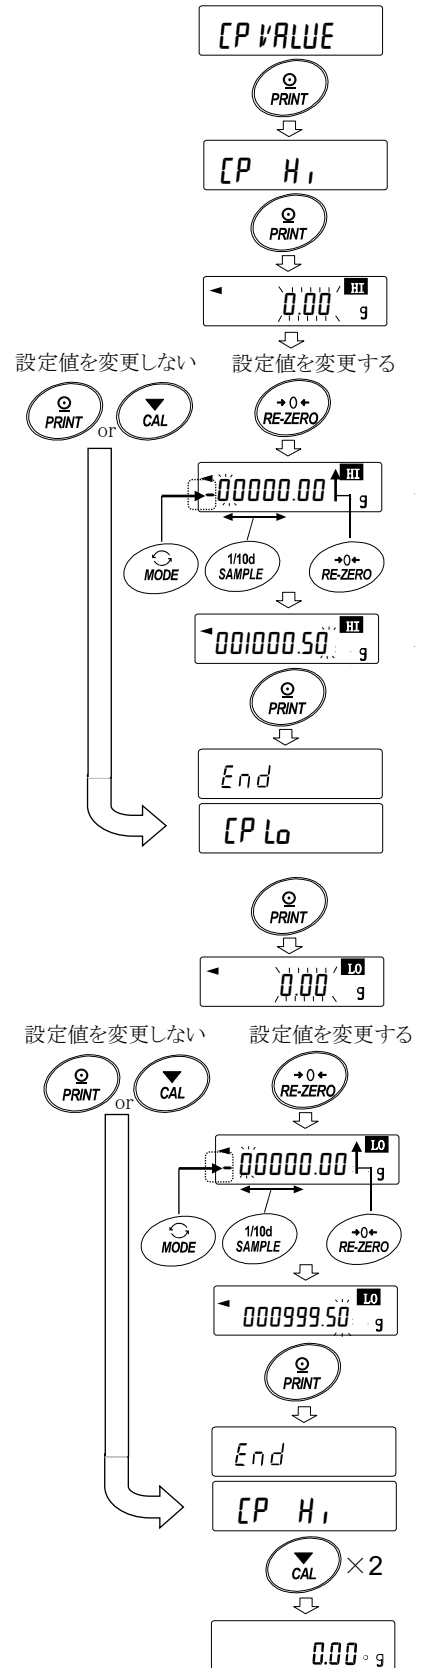 CP VALUE
PRINT
CP Hi
PRINT
HI
0.00 g
設定値を変更しない 設定値を変更する
PRINT or CAL →0← RE-ZERO
HI
-00000.00 g
MODE 1/10d SAMPLE →0← RE-ZERO
HI
001000.50 g
PRINT
End
CP Lo
PRINT
LO
0.00 g
設定値を変更しない 設定値を変更する
PRINT or CAL →0← RE-ZERO
LO
-00000.00 g
MODE 1/10d SAMPLE →0← RE-ZERO
LO
000999.50 g
PRINT
End
CP Hi
CAL ×2
0.00 g